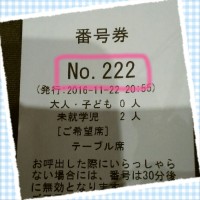 番号券
No. 222
(発行:2016-11-22 20:56)
大人・子ども 0人
未就学児 2人
[ご希望席]
テーブル席
お呼出した際にいらっしゃら
ない場合には、番号は30分後
に無効となります